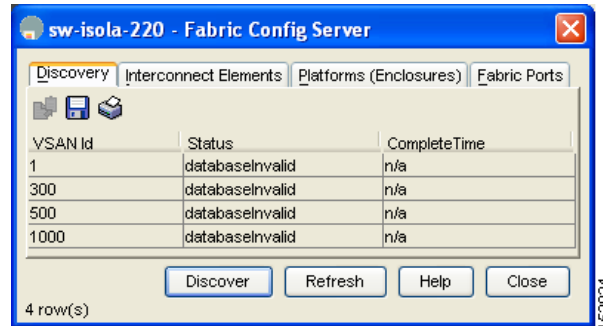 sw-isola-220 - Fabric Config Server
Discovery Interconnect Elements Platforms (Enclosures) Fabric Ports
VSAN Id Status CompleteTime
1 databaseInvalid n/a
300 databaseInvalid n/a
500 databaseInvalid n/a
1000 databaseInvalid n/a
Discover Refresh Help Close
4 row(s)